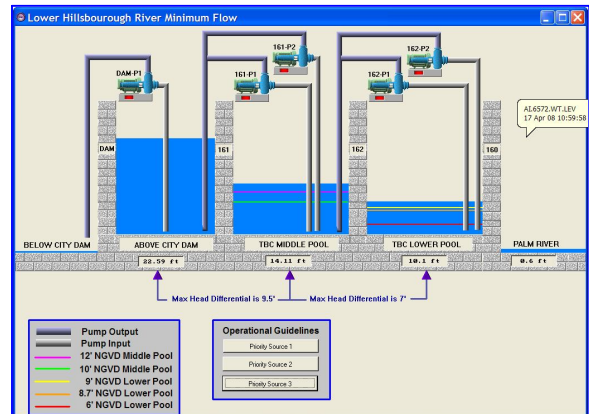 Lower Hillsbourough River Minimum Flow
161-P2
162-P2
DAM-P1
161-P1
162-P1
AI.6572.WT.LEV
17 Apr 08 10:59:58
DAM
161
162
160
BELOW CITY DAM
ABOVE CITY DAM
TBC MIDDLE POOL
TBC LOWER POOL
PALM RIVER
22.59 ft
14.11 ft
10.1 ft
0.6 ft
Max Head Differential is 9.5'
Max Head Differential is 7'
Pump Output
Pump Input
12' NGVD Middle Pool
10' NGVD Middle Pool
9' NGVD Lower Pool
8.7' NGVD Lower Pool
6' NGVD Lower Pool
Operational Guidelines
Priority Source 1
Priority Source 2
Priority Source 3